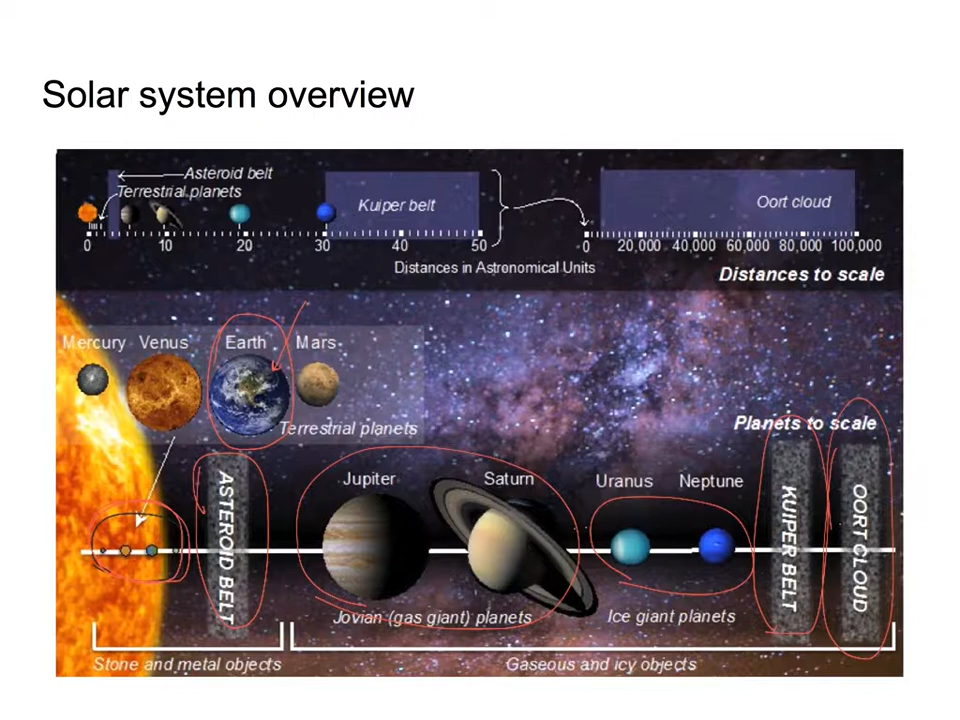 Solar system overview
Asteroid belt
Terrestrial planets
Kuiper belt
Oort cloud
0 10 20 30 40 50
0 20,000 40,000 60,000 80,000 100,000
Distances in Astronomical Units
Distances to scale
Mercury Venus Earth Mars
Terrestrial planets
Planets to scale
ASTEROID BELT
Jupiter Saturn Uranus Neptune
KUIPER BELT
OORT CLOUD
Jovian (gas giant) planets
Ice giant planets
Stone and metal objects
Gaseous and icy objects